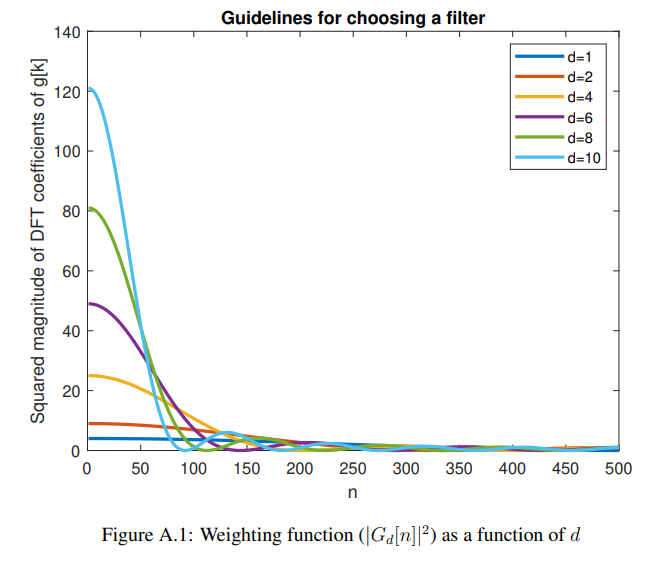 Guidelines for choosing a filter
Squared magnitude of DFT coefficients of g[k]
140
120
100
80
60
40
20
0
d=1
d=2
d=4
d=6
d=8
d=10
0 50 100 150 200 250 300 350 400 450 500
n
Figure A.1: Weighting function (|G_d[n]|²) as a function of d